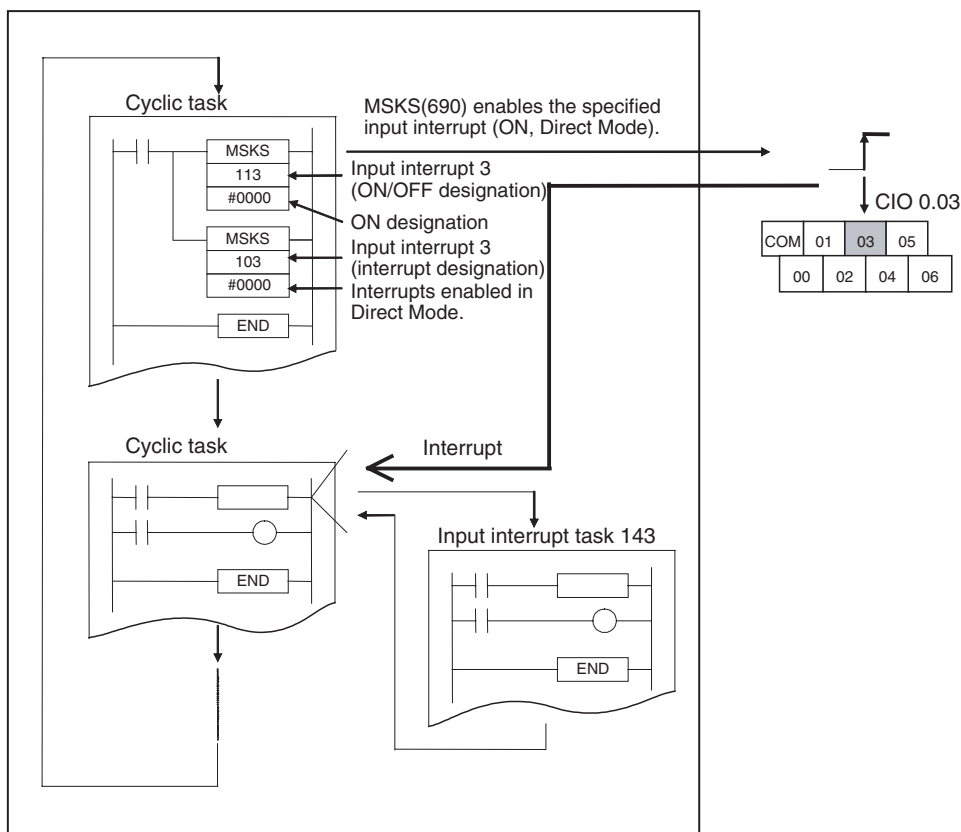 Cyclic task
MSKS(690) enables the specified
input interrupt (ON, Direct Mode).
MSKS
113
#0000
Input interrupt 3
(ON/OFF designation)
ON designation
MSKS
103
#0000
Input interrupt 3
(interrupt designation)
Interrupts enabled in
Direct Mode.
END
CIO 0.03
COM 01 03 05
00 02 04 06
Cyclic task
Interrupt
END
Input interrupt task 143
END